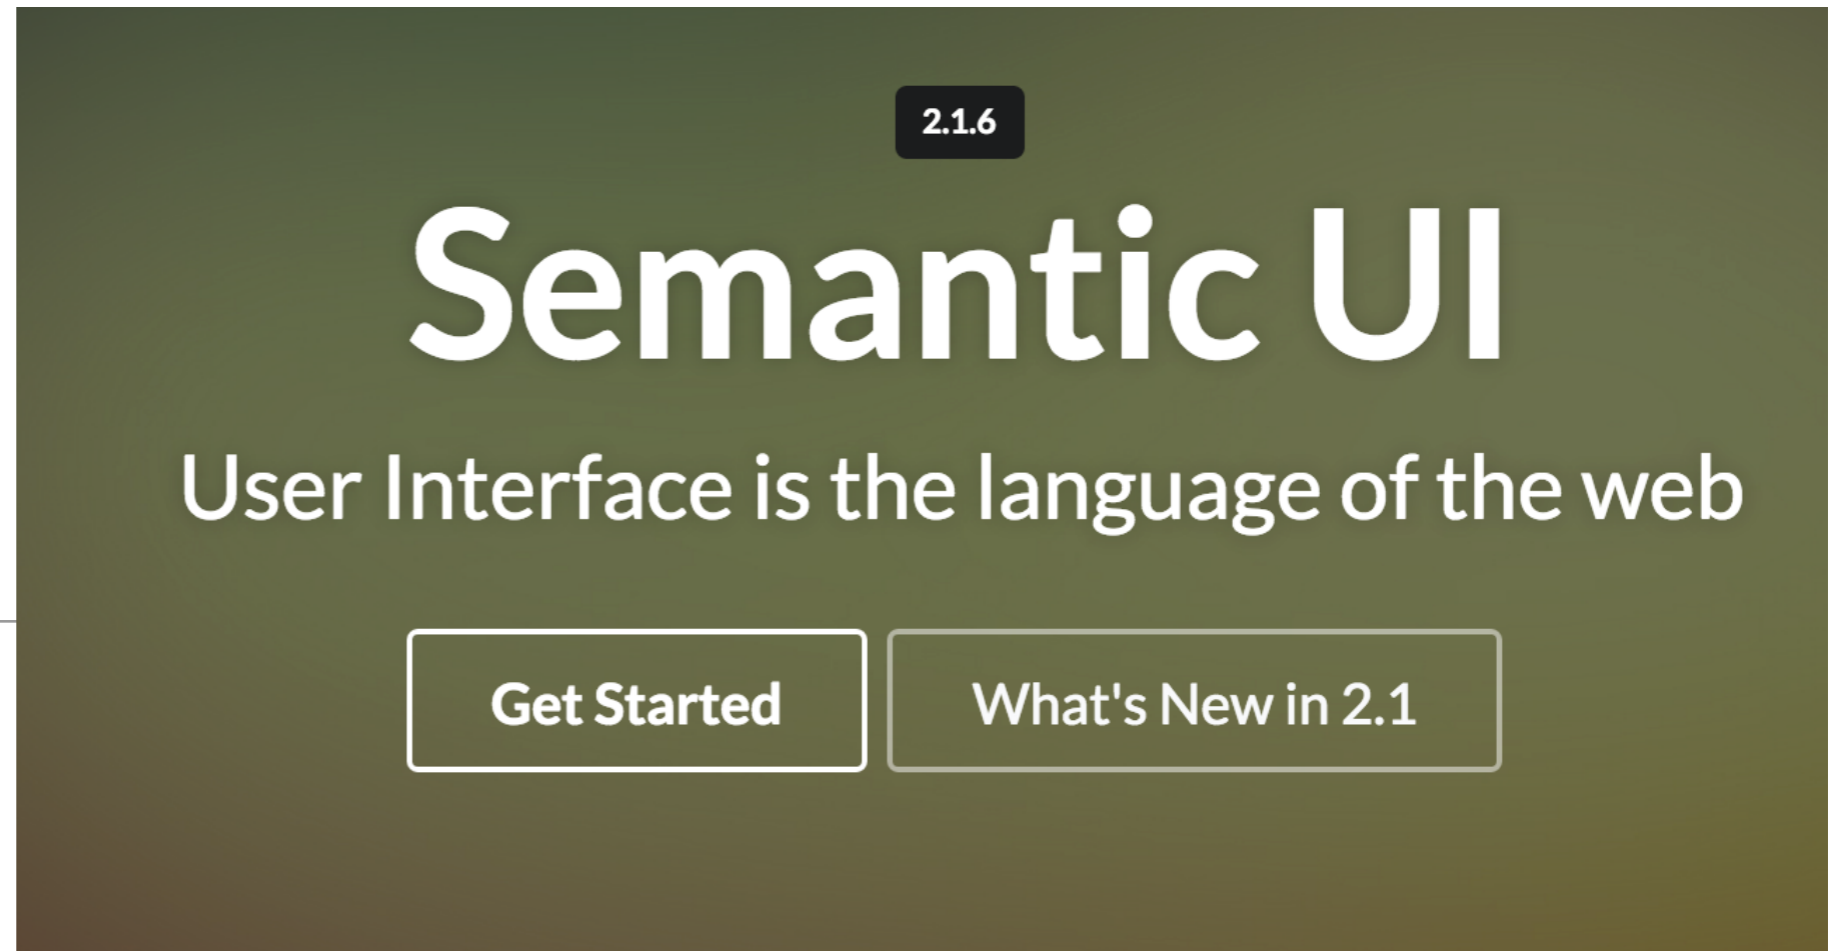 2.1.6
Semantic UI
User Interface is the language of the web
Get Started
What's New in 2.1